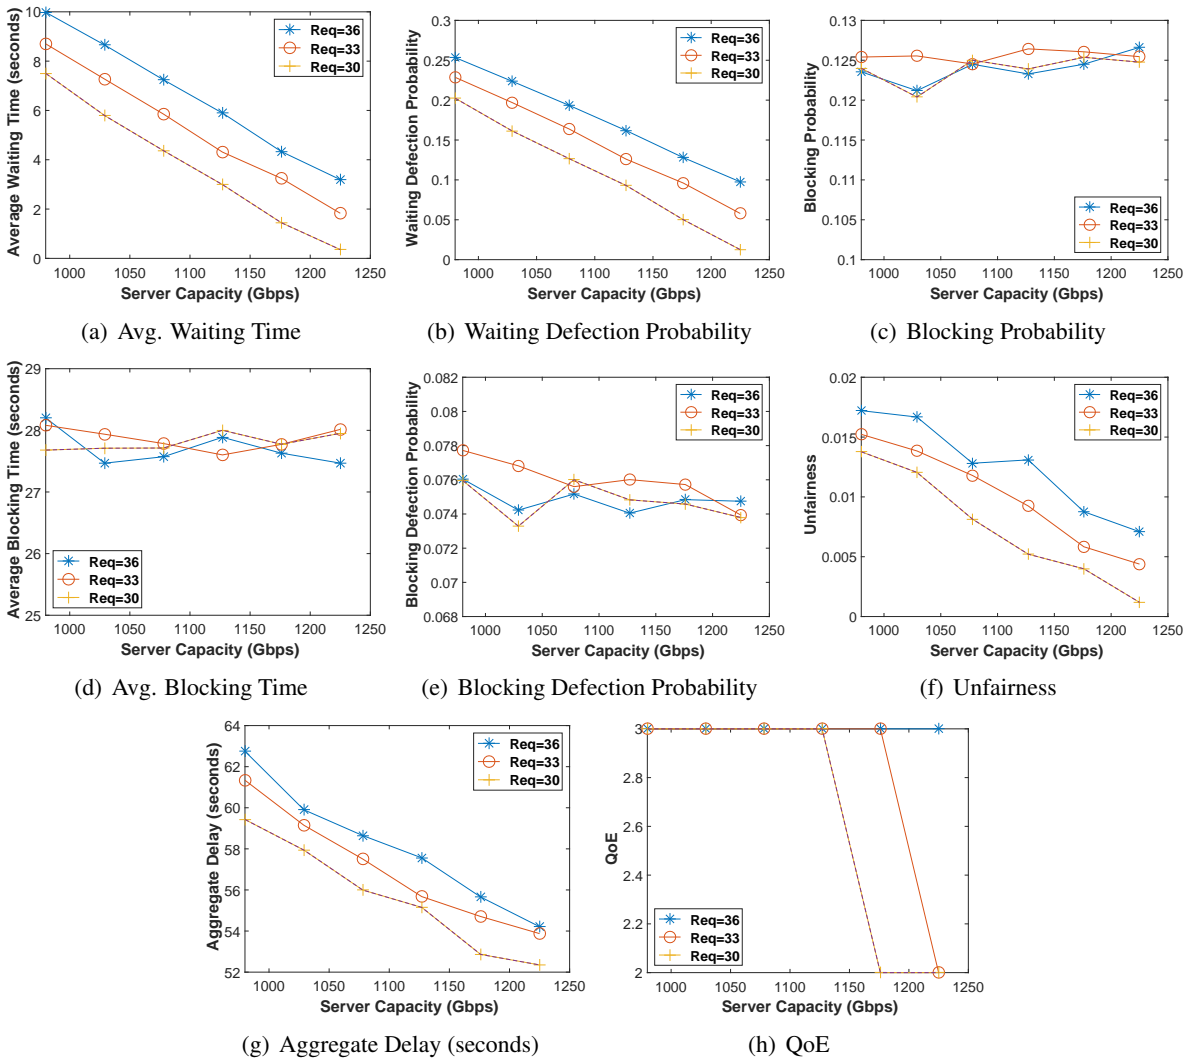 10
8
6
4
2
0
Average Waiting Time (seconds)
Req=36
Req=33
Req=30
1000 1050 1100 1150 1200 1250
Server Capacity (Gbps)
(a) Avg. Waiting Time
0.3
0.25
0.2
0.15
0.1
0.05
0
Waiting Defection Probability
Req=36
Req=33
Req=30
1000 1050 1100 1150 1200 1250
Server Capacity (Gbps)
(b) Waiting Defection Probability
0.13
0.125
0.12
0.115
0.11
0.105
0.1
Blocking Probability
Req=36
Req=33
Req=30
1000 1050 1100 1150 1200 1250
Server Capacity (Gbps)
(c) Blocking Probability
29
28
27
26
25
Average Blocking Time (seconds)
Req=36
Req=33
Req=30
1000 1050 1100 1150 1200 1250
Server Capacity (Gbps)
(d) Avg. Blocking Time
0.082
0.08
0.078
0.076
0.074
0.072
0.07
0.068
Blocking Defection Probability
Req=36
Req=33
Req=30
1000 1050 1100 1150 1200 1250
Server Capacity (Gbps)
(e) Blocking Defection Probability
0.02
0.015
0.01
0.005
0
Unfairness
Req=36
Req=33
Req=30
1000 1050 1100 1150 1200 1250
Server Capacity (Gbps)
(f) Unfairness
64
62
60
58
56
54
52
Aggregate Delay (seconds)
Req=36
Req=33
Req=30
1000 1050 1100 1150 1200 1250
Server Capacity (Gbps)
(g) Aggregate Delay (seconds)
3
2.8
2.6
2.4
2.2
2
QoE
Req=36
Req=33
Req=30
1000 1050 1100 1150 1200 1250
Server Capacity (Gbps)
(h) QoE